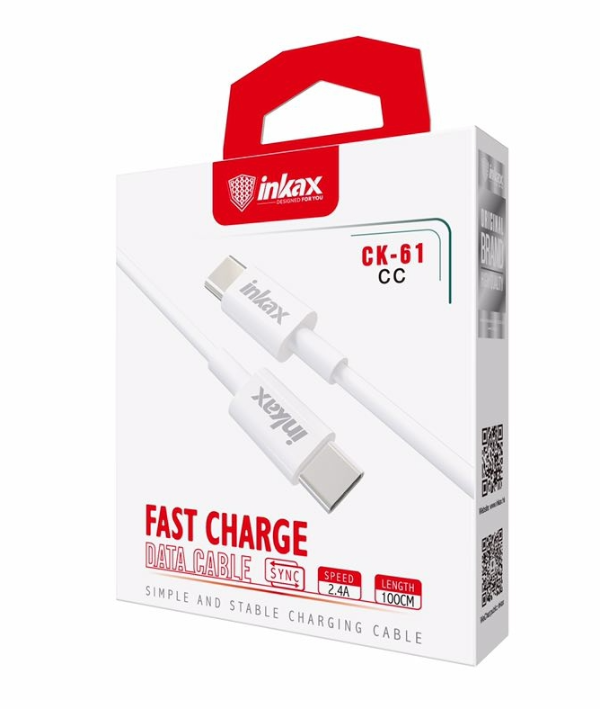 inkax
DESIGNED FOR YOU
CK-61
CC
inkax
inkax
FAST CHARGE
DATA CABLE
SYNC
SPEED
2.4A
LENGTH
100CM
SIMPLE AND STABLE CHARGING CABLE
ORIGINAL
BRAND